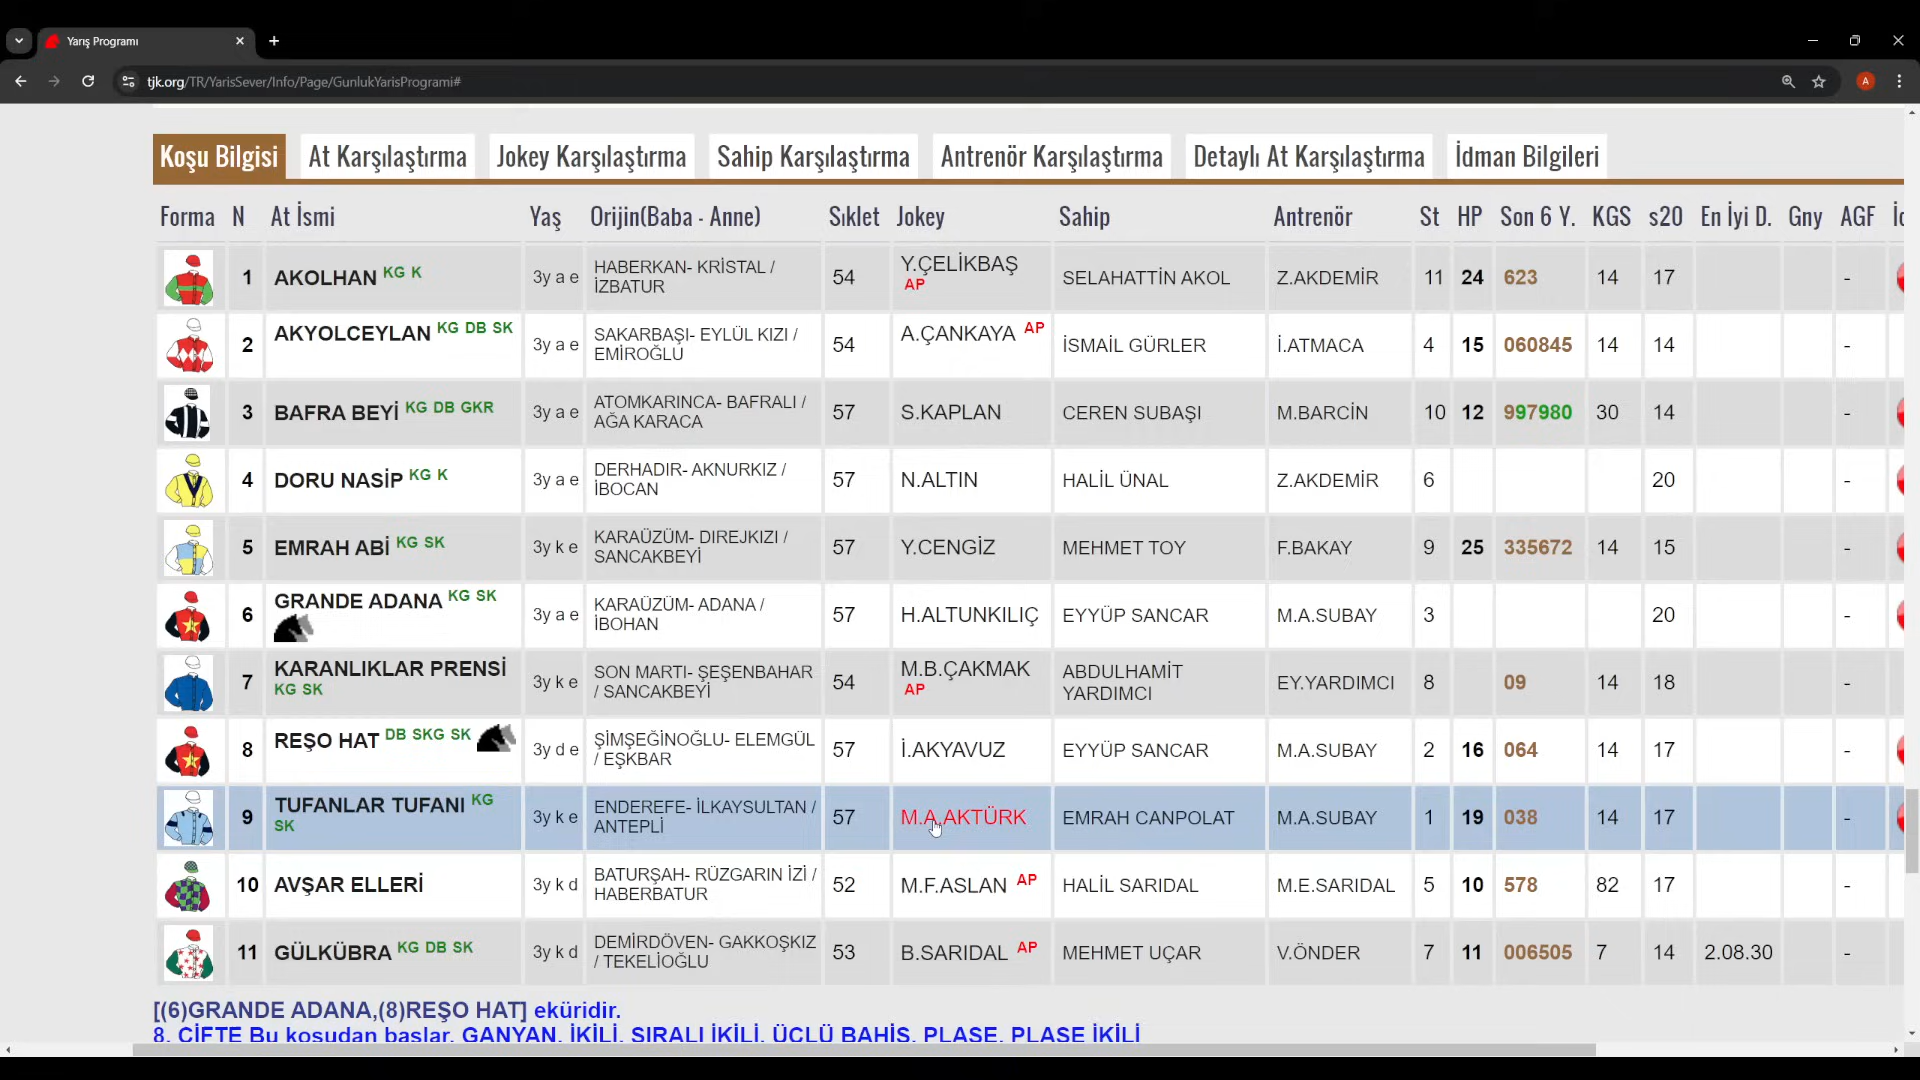 Yarış Programı
tjk.org/TR/YarisSever/Info/Page/GunlukYarisProgrami#
A
Koşu Bilgisi At Karşılaştırma Jokey Karşılaştırma Sahip Karşılaştırma Antrenör Karşılaştırma Detaylı At Karşılaştırma İdman Bilgileri
Forma N At İsmi Yaş Orijin(Baba - Anne) Sıklet Jokey Sahip Antrenör St HP Son 6 Y. KGS s20 En İyi D. Gny AGF
1 AKOLHAN KG K 3y a e HABERKAN- KRİSTAL / İZBATUR 54 Y.ÇELİKBAŞ AP SELAHATTİN AKOL Z.AKDEMİR 11 24 623 14 17 -
2 AKYOLCEYLAN KG DB SK 3y a e SAKARBAŞI- EYLÜL KIZI / EMİROĞLU 54 A.ÇANKAYA AP İSMAİL GÜRLER İ.ATMACA 4 15 060845 14 14 -
3 BAFRA BEYİ KG DB GKR 3y a e ATOMKARINCA- BAFRALI / AĞA KARACA 57 S.KAPLAN CEREN SUBAŞI M.BARCİN 10 12 997980 30 14 -
4 DORU NASİP KG K 3y a e DERHADIR- AKNURKIZ / İBOCAN 57 N.ALTIN HALİL ÜNAL Z.AKDEMİR 6 20 -
5 EMRAH ABİ KG SK 3y k e KARAÜZÜM- DIREJKIZI / SANCAKBEYİ 57 Y.CENGİZ MEHMET TOY F.BAKAY 9 25 335672 14 15 -
6 GRANDE ADANA KG SK 3y a e KARAÜZÜM- ADANA / İBOHAN 57 H.ALTUNKILIÇ EYYÜP SANCAR M.A.SUBAY 3 20 -
7 KARANLIKLAR PRENSİ KG SK 3y k e SON MARTI- ŞEŞENBAHAR / SANCAKBEYİ 54 M.B.ÇAKMAK AP ABDULHAMİT YARDIMCI EY.YARDIMCI 8 09 14 18 -
8 REŞO HAT DB SKG SK 3y d e ŞİMŞEĞİNOĞLU- ELEMGÜL / EŞKBAR 57 İ.AKYAVUZ EYYÜP SANCAR M.A.SUBAY 2 16 064 14 17 -
9 TUFANLAR TUFANI KG SK 3y k e ENDEREFE- İLKAYSULTAN / ANTEPLİ 57 M.A.AKTÜRK EMRAH CANPOLAT M.A.SUBAY 1 19 038 14 17 -
10 AVŞAR ELLERİ 3y k d BATURŞAH- RÜZGARIN İZİ / HABERBATUR 52 M.F.ASLAN AP HALİL SARIDAL M.E.SARIDAL 5 10 578 82 17 -
11 GÜLKÜBRA KG DB SK 3y k d DEMİRDÖVEN- GAKKOŞKIZ / TEKELİOĞLU 53 B.SARIDAL AP MEHMET UÇAR V.ÖNDER 7 11 006505 7 14 2.08.30 -
[(6)GRANDE ADANA,(8)REŞO HAT] eküridir.
8. ÇİFTE Bu koşudan başlar. GANYAN, İKİLİ, SIRALI İKİLİ, ÜÇLÜ BAHİS, PLASE, PLASE İKİLİ